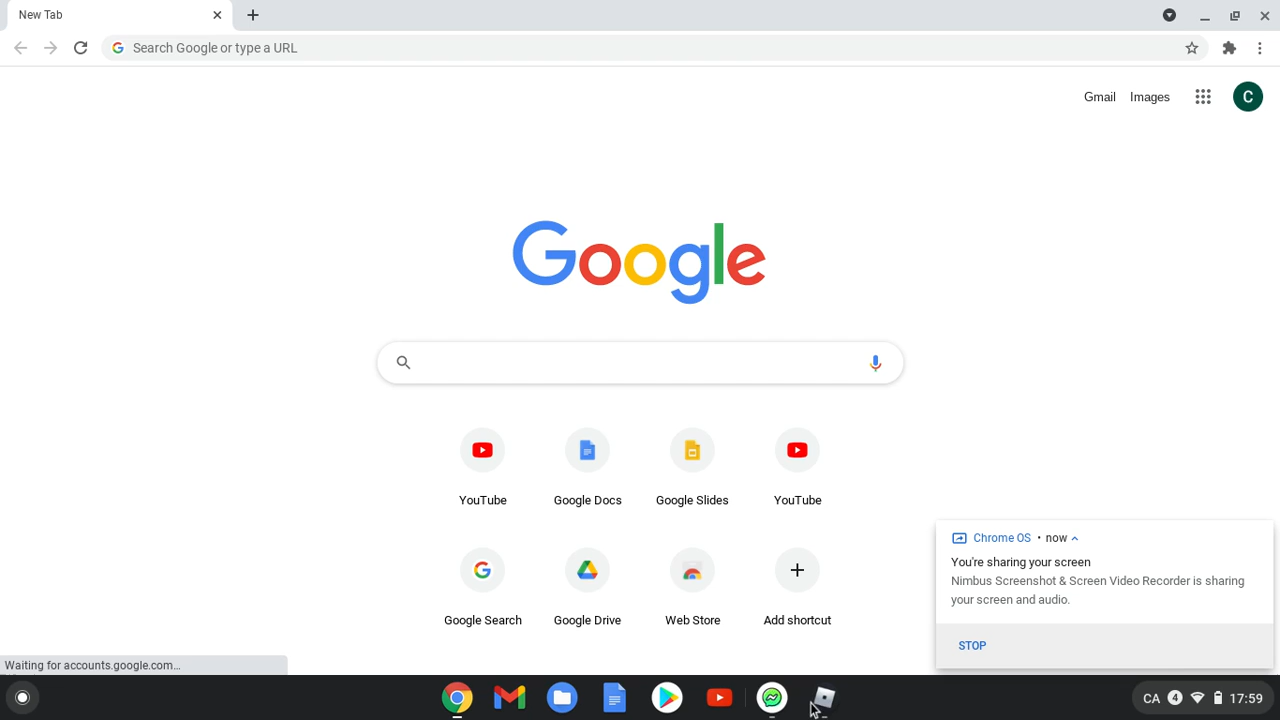 New Tab
Search Google or type a URL
Gmail Images C
Google
YouTube Google Docs Google Slides YouTube
Google Search Google Drive Web Store Add shortcut
Chrome OS • now
You're sharing your screen
Nimbus Screenshot & Screen Video Recorder is sharing
your screen and audio.
STOP
Waiting for accounts.google.com...
CA 4 17:59